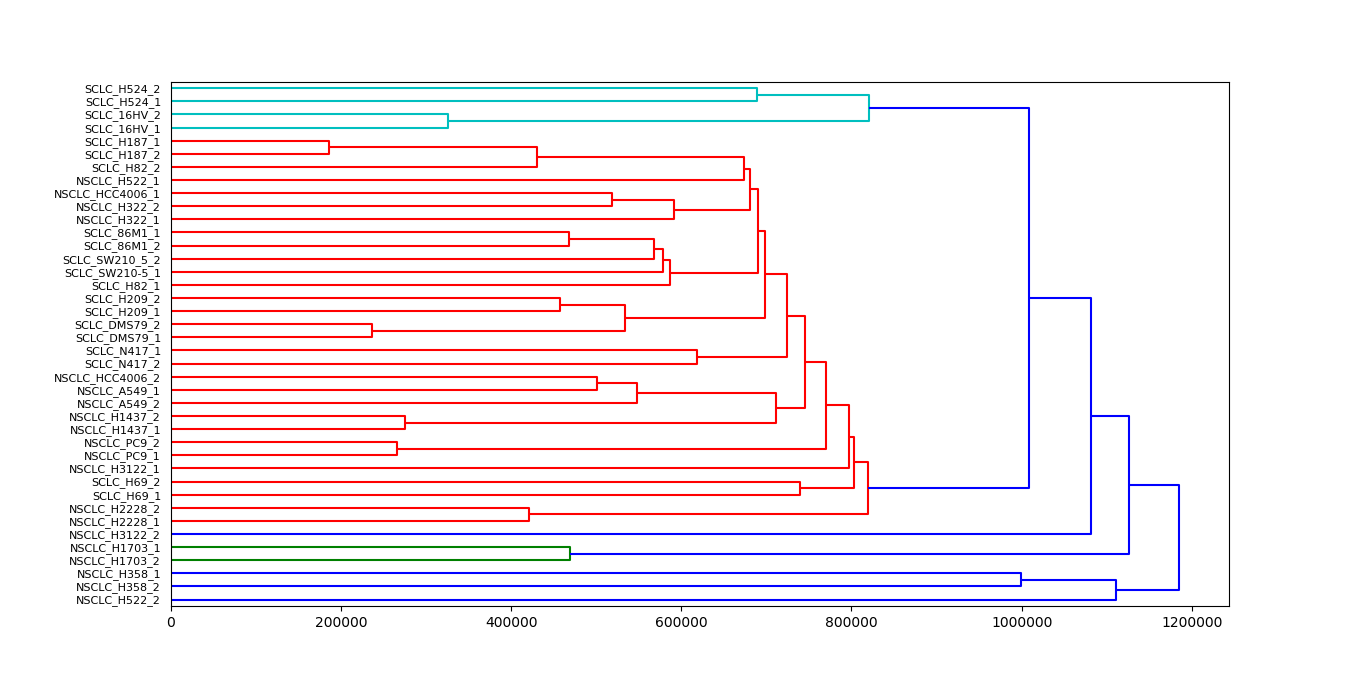 SCLC_H524_2
SCLC_H524_1
SCLC_16HV_2
SCLC_16HV_1
SCLC_H187_1
SCLC_H187_2
SCLC_H82_2
NSCLC_H522_1
NSCLC_HCC4006_1
NSCLC_H322_2
NSCLC_H322_1
SCLC_86M1_1
SCLC_86M1_2
SCLC_SW210_5_2
SCLC_SW210-5_1
SCLC_H82_1
SCLC_H209_2
SCLC_H209_1
SCLC_DMS79_2
SCLC_DMS79_1
SCLC_N417_1
SCLC_N417_2
NSCLC_HCC4006_2
NSCLC_A549_1
NSCLC_A549_2
NSCLC_H1437_2
NSCLC_H1437_1
NSCLC_PC9_2
NSCLC_PC9_1
NSCLC_H3122_1
SCLC_H69_2
SCLC_H69_1
NSCLC_H2228_2
NSCLC_H2228_1
NSCLC_H3122_2
NSCLC_H1703_1
NSCLC_H1703_2
NSCLC_H358_1
NSCLC_H358_2
NSCLC_H522_2
0 200000 400000 600000 800000 1000000 1200000